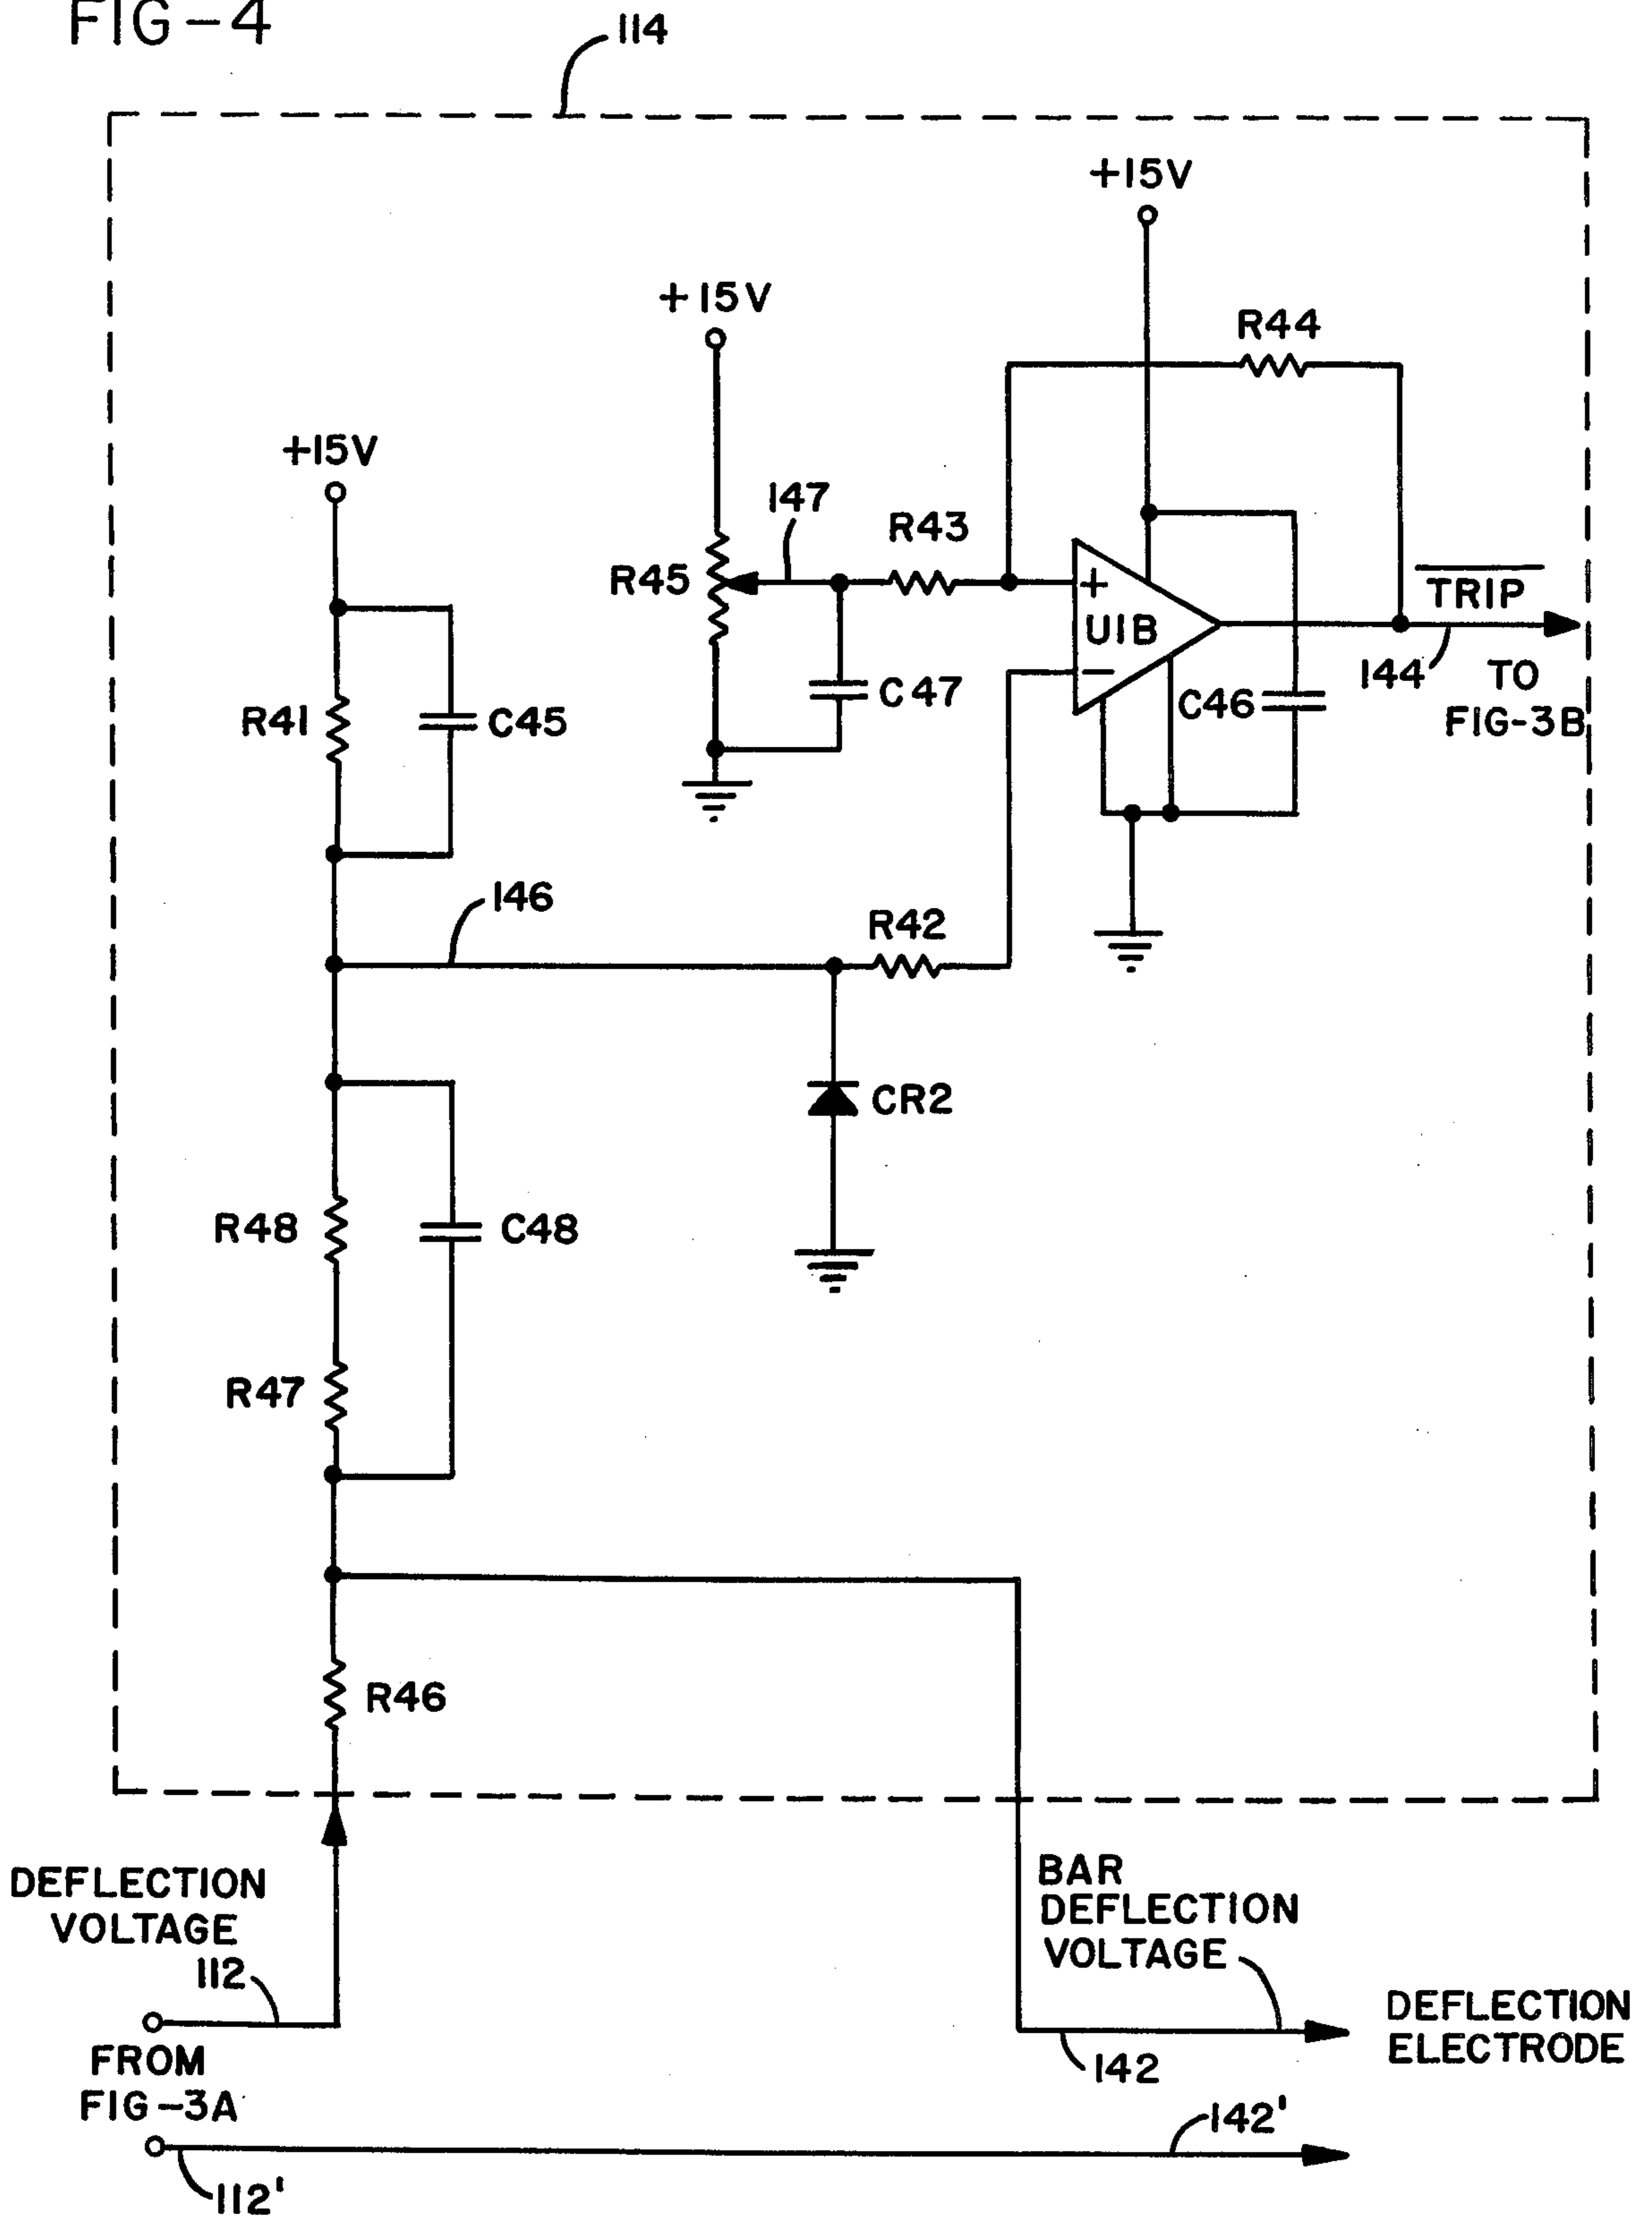 FIG-4
114
+15V
+15V
R44
+15V
147
R43
R45
+
U1B
−
TRIP
144
TO
FIG-3B
C47
C46
R41
C45
146
R42
CR2
R48
C48
R47
R46
DEFLECTION
VOLTAGE
112
BAR
DEFLECTION
VOLTAGE
DEFLECTION
ELECTRODE
FROM
FIG-3A
142
142'
112'